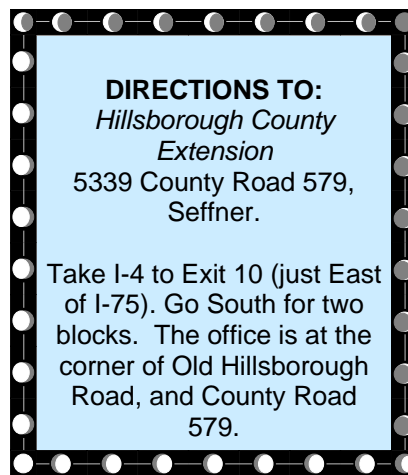 DIRECTIONS TO:
Hillsborough County
Extension
5339 County Road 579,
Seffner.
Take I-4 to Exit 10 (just East
of I-75). Go South for two
blocks.  The office is at the
corner of Old Hillsborough
Road, and County Road
579.